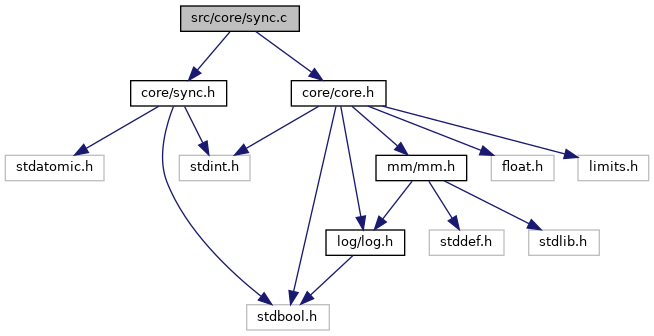 src/core/sync.c
core/sync.h
core/core.h
stdatomic.h
stdint.h
mm/mm.h
float.h
limits.h
log/log.h
stddef.h
stdlib.h
stdbool.h